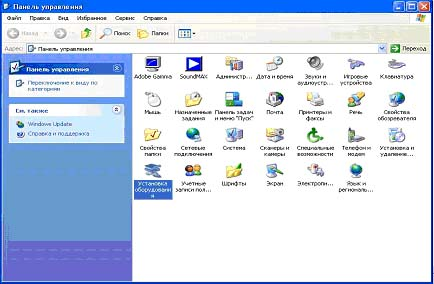 Панель управления
Файл Правка Вид Избранное Сервис Справка
Назад Поиск Папки
Адрес: Панель управления Переход
Панель управления
Переключение к виду по
категориям
См. также
Windows Update
Справка и поддержка
Adobe Gamma SoundMAX Администр... Дата и время Звуки и
аудиоустр... Игровые
устройства Клавиатура
Мышь Назначенные
задания Панель задач
и меню "Пуск" Почта Принтеры и
факсы Речь Свойства
обозревателя
Свойства
папки Сетевые
подключения Система Сканеры и
камеры Специальные
возможности Телефон и
модем Установка и
удаление...
Установка
оборудовани
я Учетные
записи пол... Шрифты Экран Электропи... Язык и
региональ...